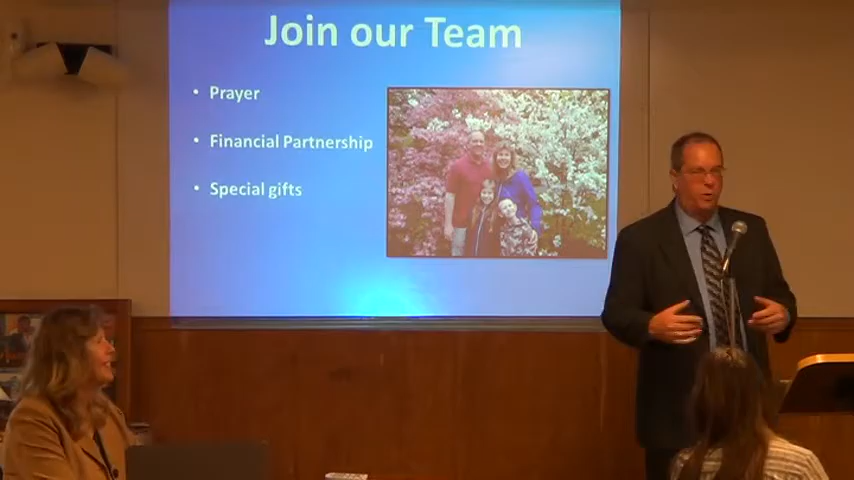 Join our Team
• Prayer
• Financial Partnership
• Special gifts